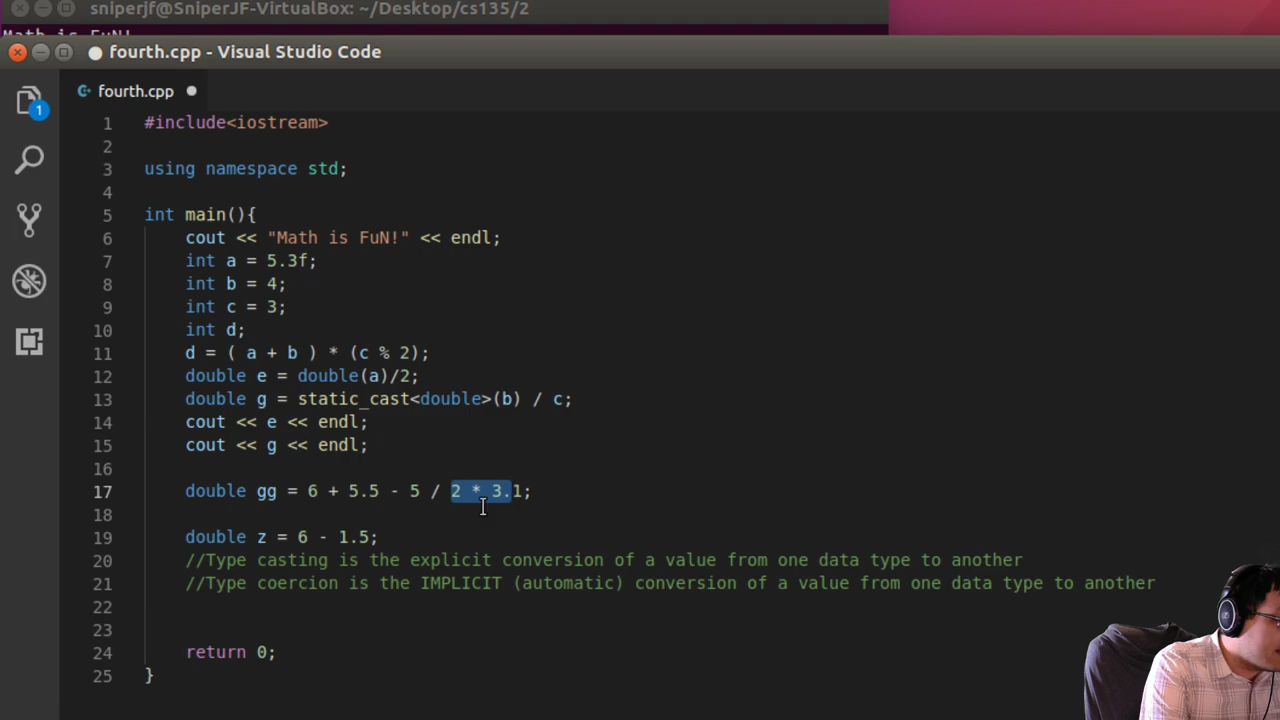 sniperjf@SniperJF-VirtualBox: ~/Desktop/cs135/2
Math is FuN!
fourth.cpp - Visual Studio Code
1
fourth.cpp
1 #include<iostream>
2
3 using namespace std;
4
5 int main(){
6 cout << "Math is FuN!" << endl;
7 int a = 5.3f;
8 int b = 4;
9 int c = 3;
10 int d;
11 d = ( a + b ) * (c % 2);
12 double e = double(a)/2;
13 double g = static_cast<double>(b) / c;
14 cout << e << endl;
15 cout << g << endl;
16
17 double gg = 6 + 5.5 - 5 / 2 * 3.1;
18
19 double z = 6 - 1.5;
20 //Type casting is the explicit conversion of a value from one data type to another
21 //Type coercion is the IMPLICIT (automatic) conversion of a value from one data type to another
22
23
24 return 0;
25 }